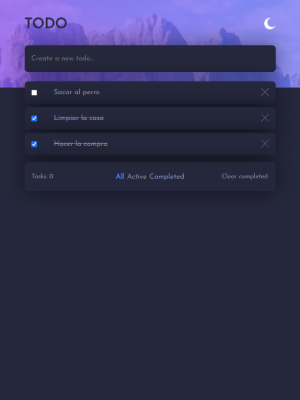 TODO
Create a new todo...
Sacar al perro
Limpiar la casa
Hacer la compra
Tasks: 0 All Active Completed Clear completed